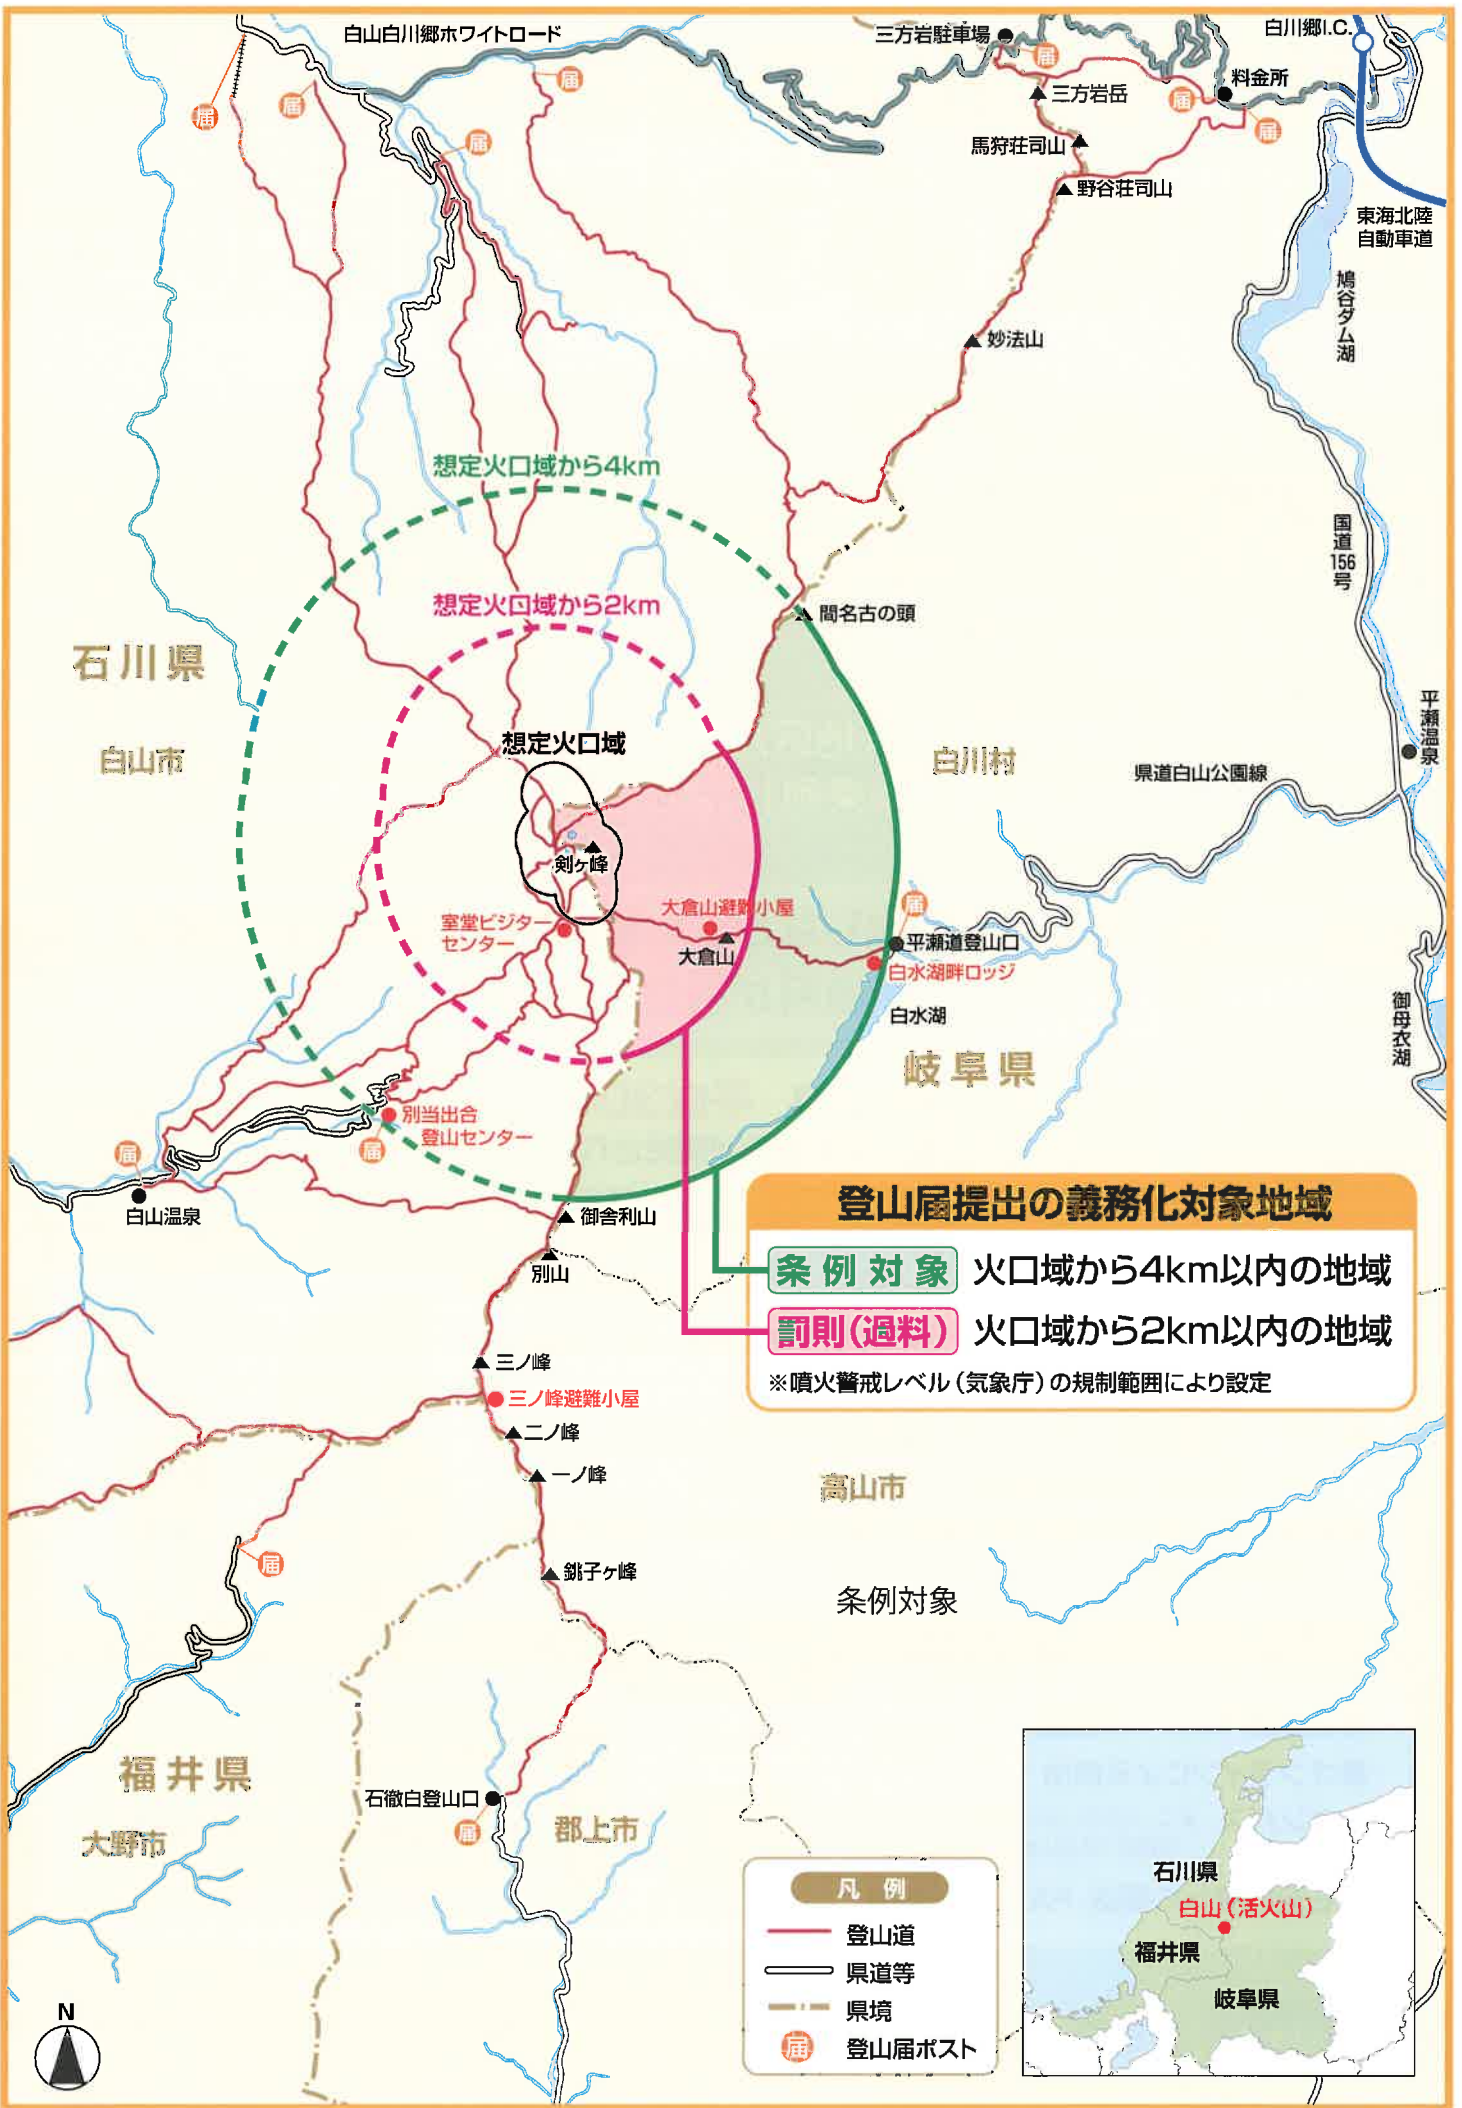 白山白川郷ホワイトロード
三方岩駐車場
白川郷I.C.
届
料金所
届
届
三方岩岳
届
届
届
馬狩荘司山
届
野谷荘司山
東海北陸
自動車道
鳩谷ダム湖
妙法山
想定火口域から4km
国道156号
想定火口域から2km
間名古の頭
石川県
白山市
想定火口域
白川村
平瀬温泉
県道白山公園線
剣ヶ峰
大倉山避難小屋
届
室堂ビジター
センター
大倉山
平瀬道登山口
白水湖畔ロッジ
白水湖
御母衣湖
岐阜県
別当出合
登山センター
届
届
白山温泉
御舎利山
別山
登山届提出の義務化対象地域
条例対象 火口域から4km以内の地域
罰則(過料) 火口域から2km以内の地域
※噴火警戒レベル(気象庁)の規制範囲により設定
三ノ峰
三ノ峰避難小屋
二ノ峰
一ノ峰
高山市
届
銚子ヶ峰
条例対象
福井県
大野市
石徹白登山口
届
郡上市
凡例
登山道
県道等
県境
届 登山届ポスト
石川県
白山(活火山)
福井県
岐阜県
N